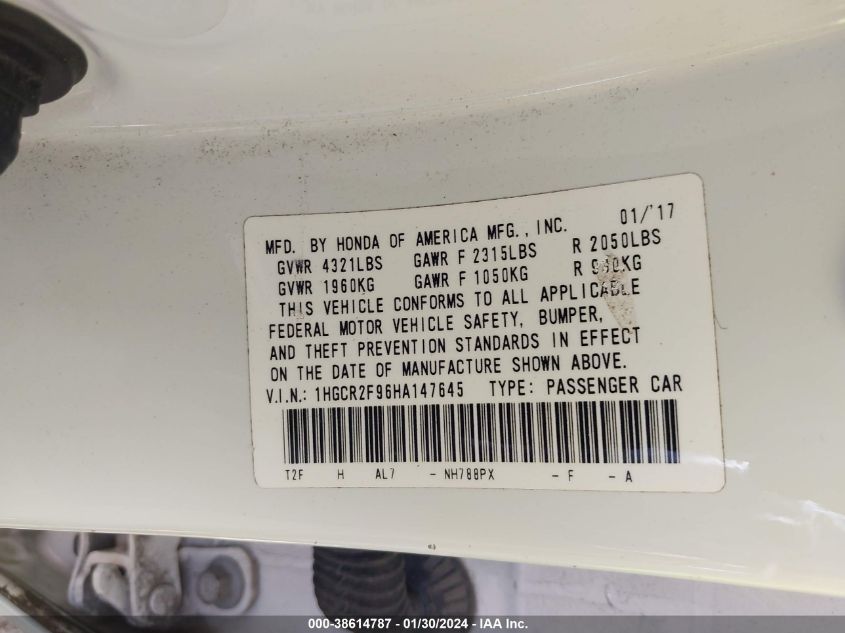 01/'17
MFD. BY HONDA OF AMERICA MFG., INC.
GVWR 4321LBS GAWR F 2315LBS R 2050LBS
GVWR 1960KG GAWR F 1050KG R 930KG
THIS VEHICLE CONFORMS TO ALL APPLICABLE
FEDERAL MOTOR VEHICLE SAFETY, BUMPER,
AND THEFT PREVENTION STANDARDS IN EFFECT
ON THE DATE OF MANUFACTURE SHOWN ABOVE.
V.I.N.: 1HGCR2F96HA147645 TYPE: PASSENGER CAR
T2F H AL7 - NH788PX - F - A
000-38614787 - 01/30/2024 - IAA Inc.